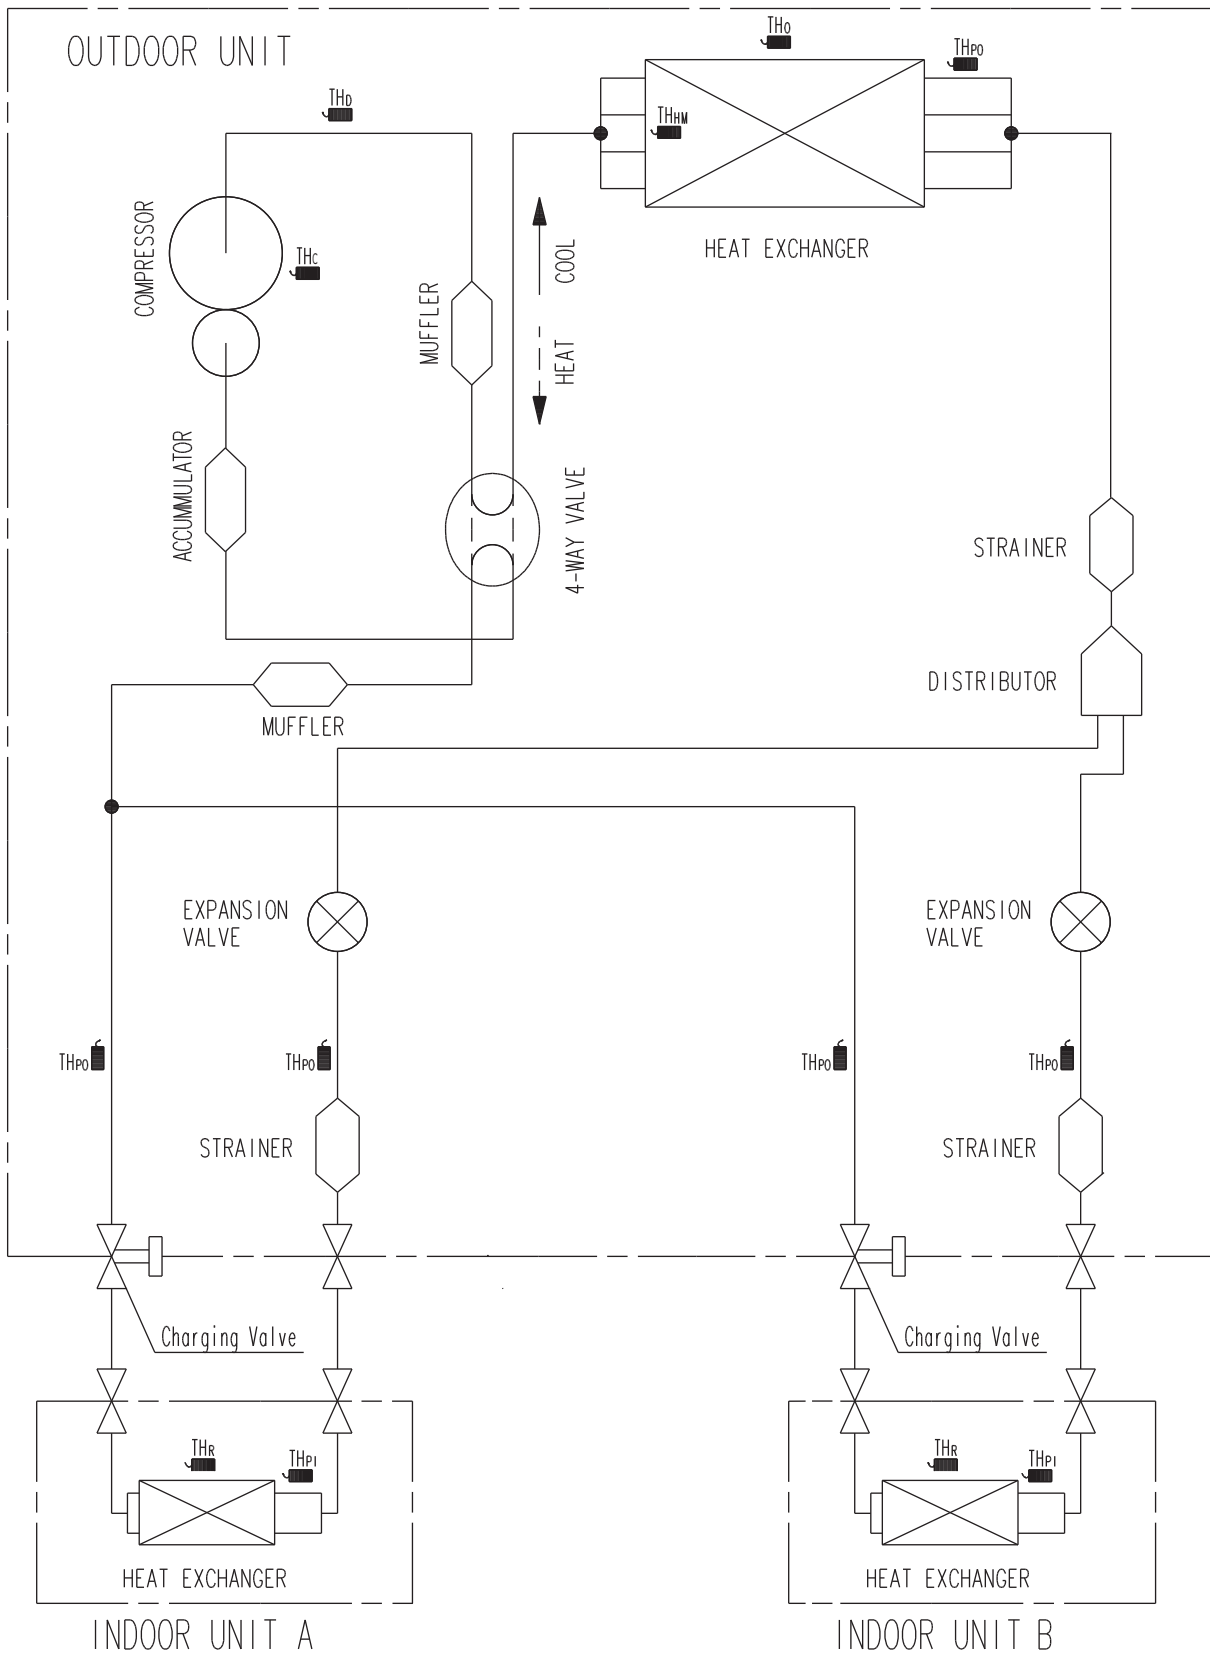 OUTDOOR UNIT
THO
THPO
THD
THHM
COMPRESSOR
THC
HEAT EXCHANGER
MUFFLER
COOL
HEAT
ACCUMMULATOR
4-WAY VALVE
STRAINER
DISTRIBUTOR
MUFFLER
EXPANSION
VALVE
EXPANSION
VALVE
THPO
THPO
THPO
THPO
STRAINER
STRAINER
Charging Valve
Charging Valve
THR
THPI
THR
THPI
HEAT EXCHANGER
HEAT EXCHANGER
INDOOR UNIT A
INDOOR UNIT B